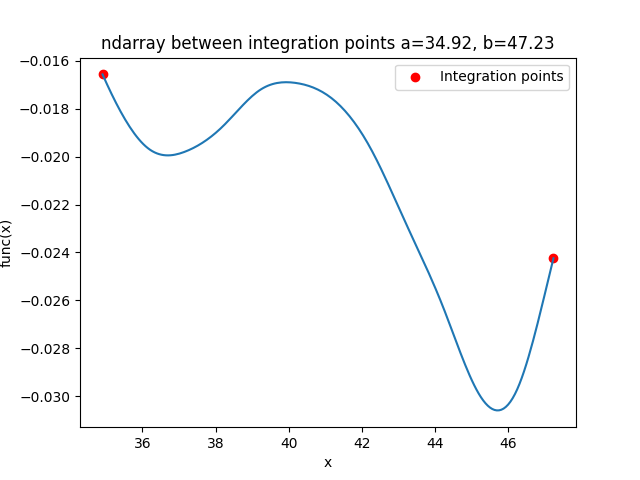 ndarray between integration points a=34.92, b=47.23
Integration points
−0.016
−0.018
−0.020
−0.022
−0.024
−0.026
−0.028
−0.030
func(x)
36 38 40 42 44 46
x